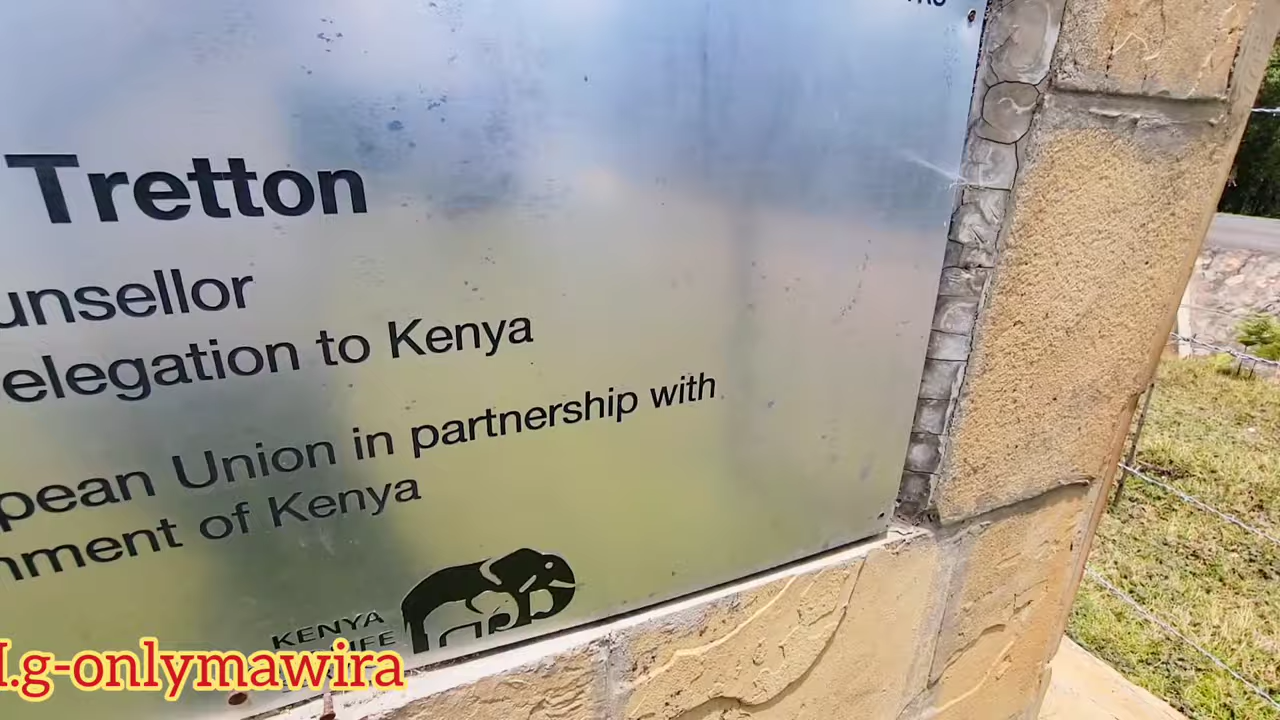 Tretton
unsellor
elegation to Kenya
pean Union in partnership with
nment of Kenya
KENYA
I.g-onlymawira